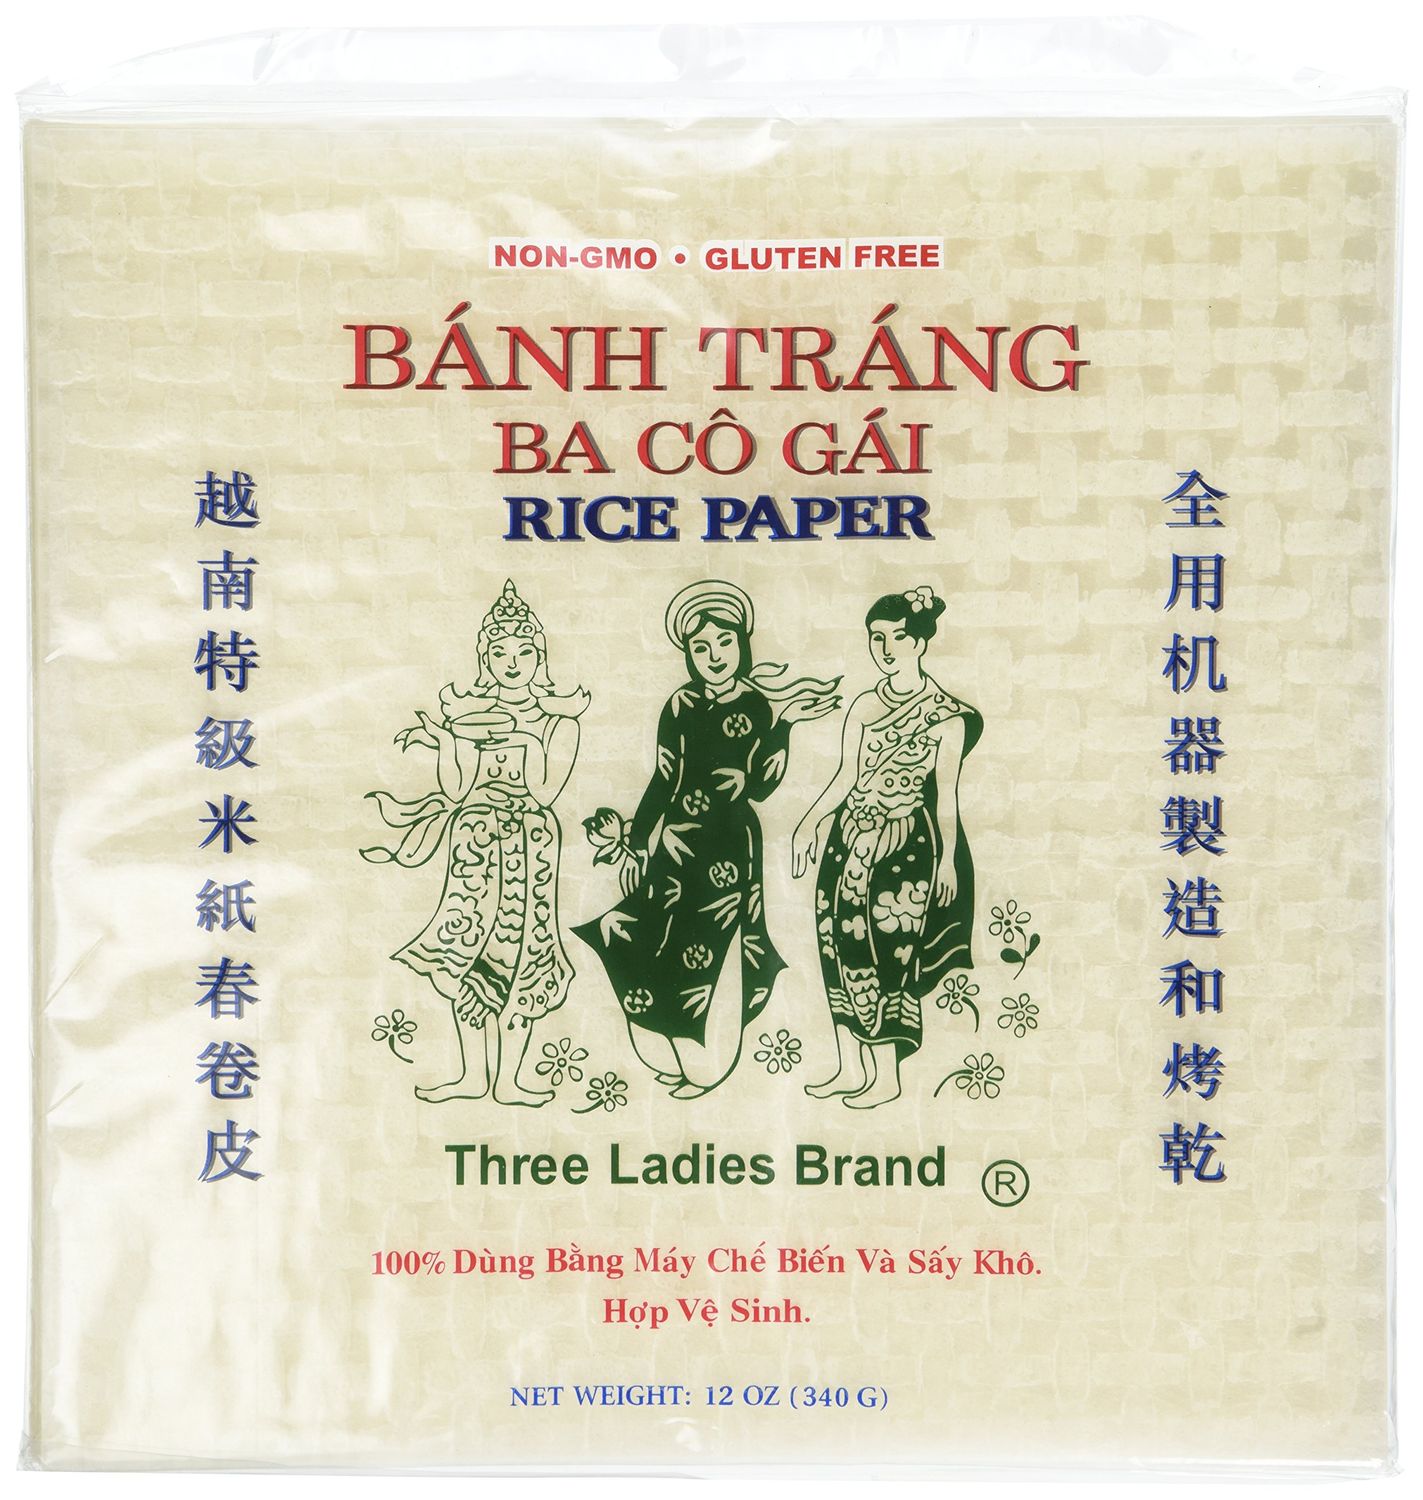 NON-GMO • GLUTEN FREE
BÁNH TRÁNG
BA CÔ GÁI
RICE PAPER
越南特級米紙春卷皮
全用机器製造和烤乾
Three Ladies Brand ®
100% Dùng Bằng Máy Chế Biến Và Sấy Khô.
Hợp Vệ Sinh.
NET WEIGHT: 12 OZ (340 G)